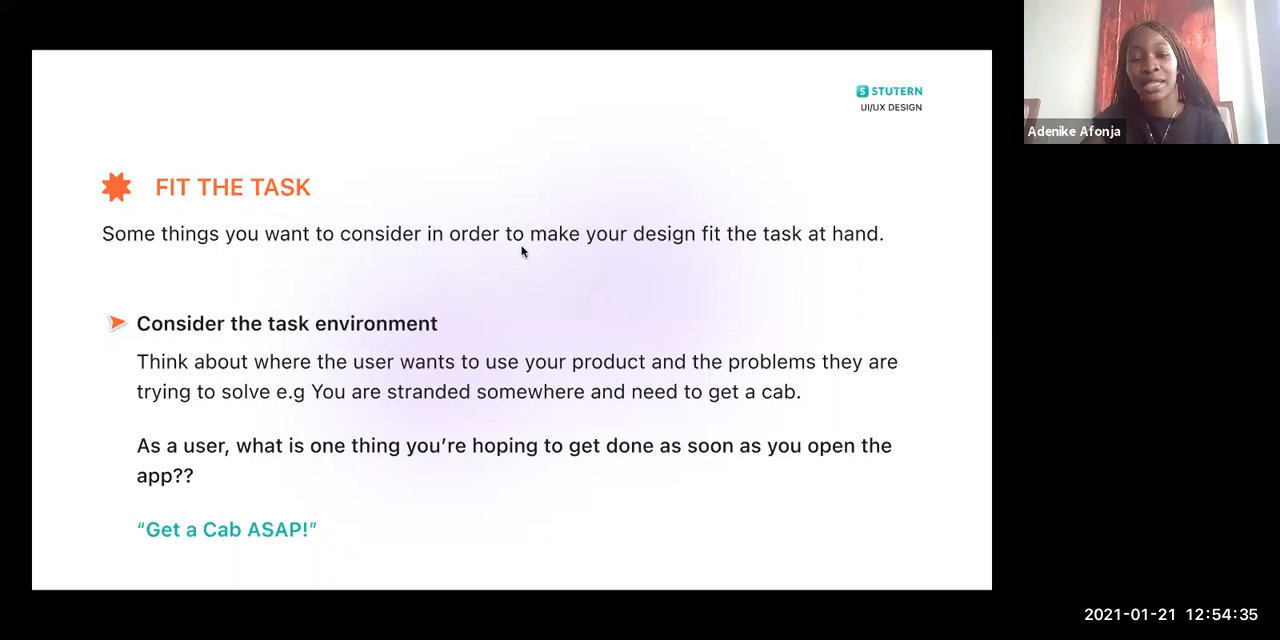 STUTERN
UI/UX DESIGN
Adenike Afonja
FIT THE TASK
Some things you want to consider in order to make your design fit the task at hand.
Consider the task environment
Think about where the user wants to use your product and the problems they are
trying to solve e.g You are stranded somewhere and need to get a cab.
As a user, what is one thing you’re hoping to get done as soon as you open the
app??
“Get a Cab ASAP!”
2021-01-21 12:54:35